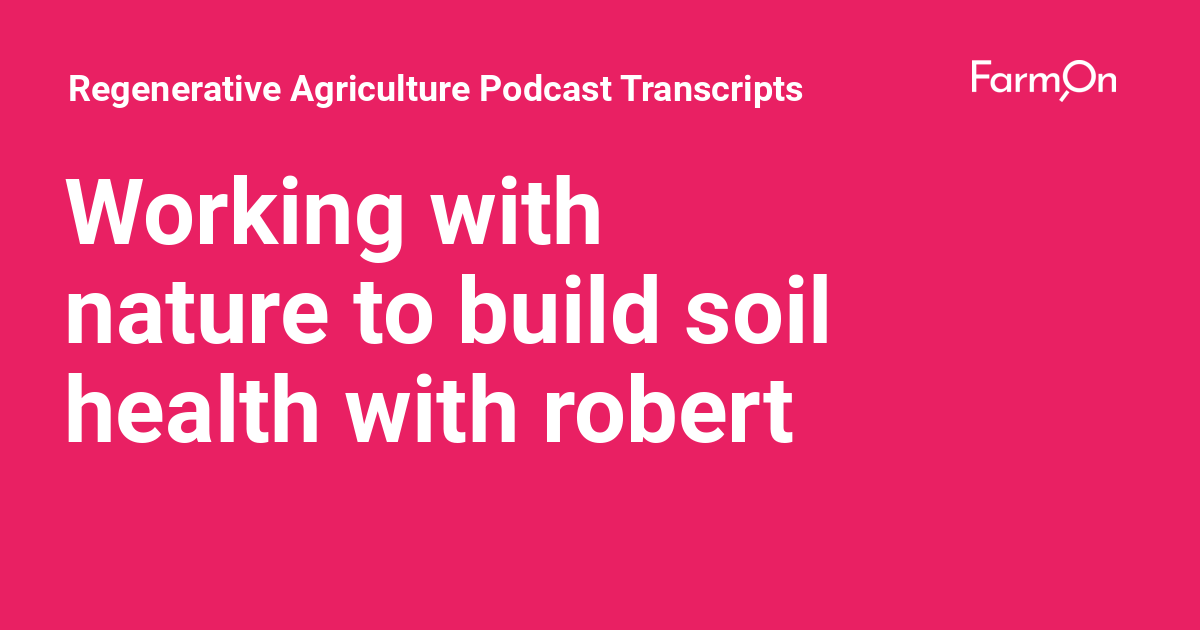 Regenerative Agriculture Podcast Transcripts
FarmOn
Working with
nature to build soil
health with robert